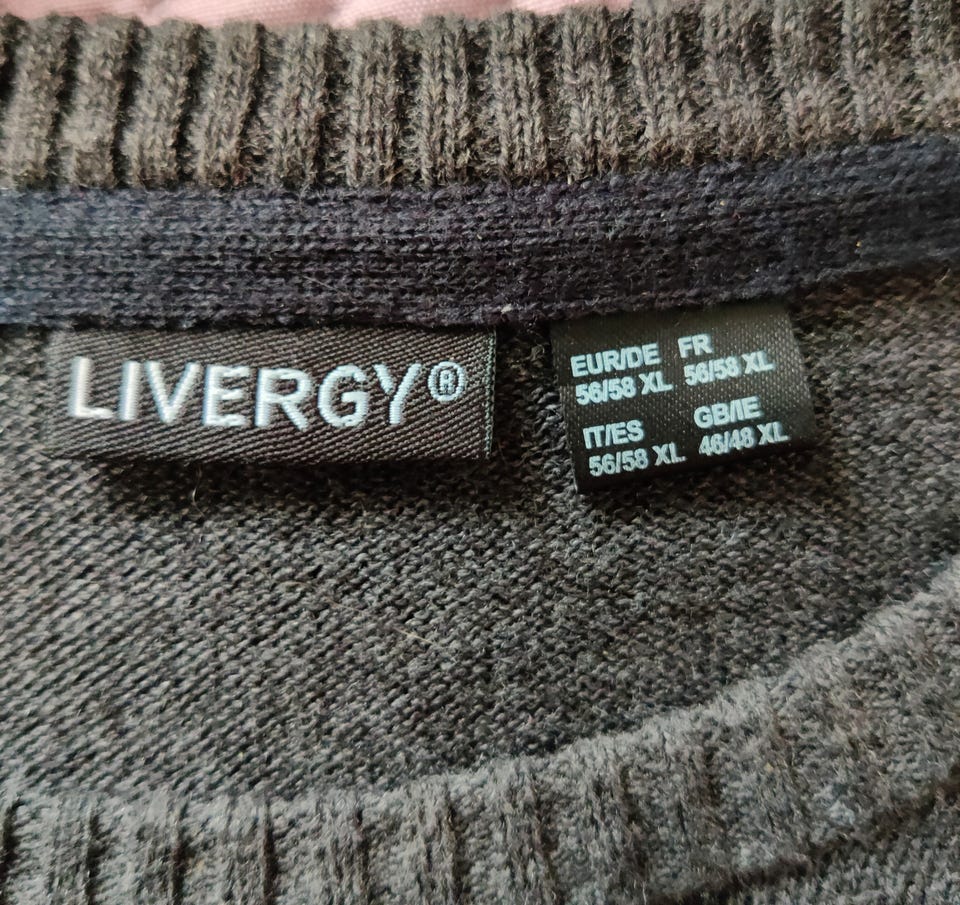 LIVERGY®
EUR/DE FR
56/58 XL 56/58 XL
IT/ES GB/IE
56/58 XL 46/48 XL